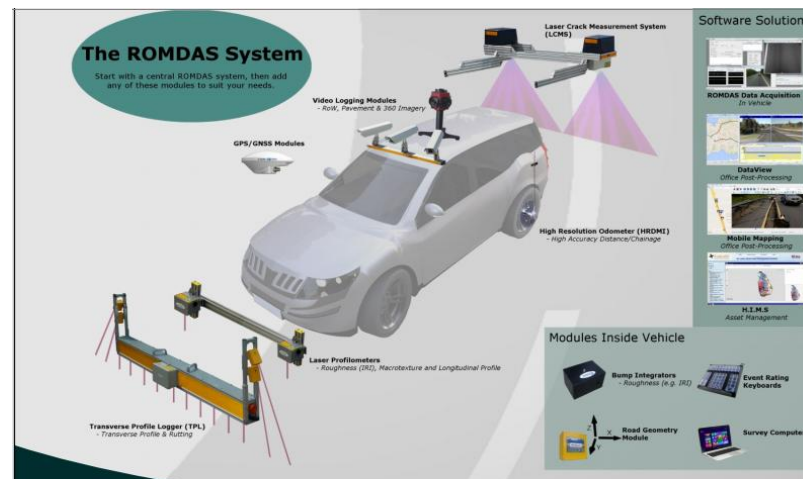 The ROMDAS System
Start with a central ROMDAS system, then add
any of these modules to suit your needs.
Laser Crack Measurement System
(LCMS)
Video Logging Modules
- RoW, Pavement & 360 Imagery
GPS/GNSS Modules
High Resolution Odometer (HRDMI)
- High Accuracy Distance/Chainage
Laser Profilometers
- Roughness (IRI), Macrotexture and Longitudinal Profile
Transverse Profile Logger (TPL)
- Transverse Profile & Rutting
Software Solution
ROMDAS Data Acquisition
In Vehicle
DataView
Office Post-Processing
Mobile Mapping
Office Post-Processing
H.I.M.S
Asset Management
Modules Inside Vehicle
Bump Integrators
- Roughness (e.g. IRI)
Event Rating
Keyboards
Z
X
Y
Road Geometry
Module
Survey Compute